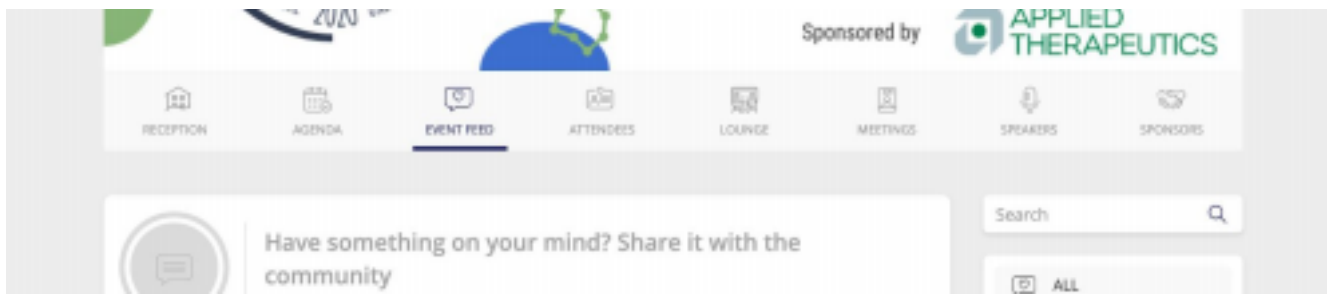 2020
Sponsored by
APPLIED
THERAPEUTICS
RECEPTION
AGENDA
EVENT FEED
ATTENDEES
LOUNGE
MEETINGS
SPEAKERS
SPONSORS
Search
Have something on your mind? Share it with the
community
ALL